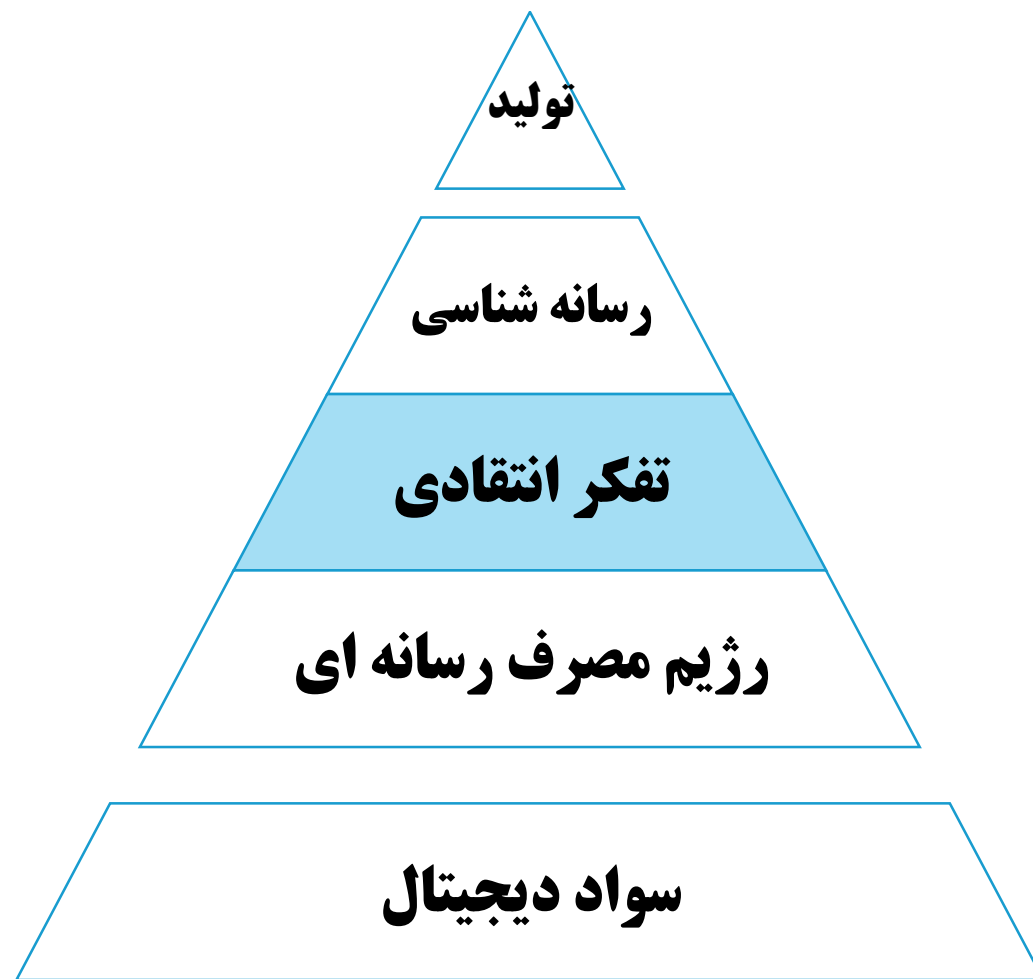 تولید
رسانه شناسی
تفکر انتقادی
رژیم مصرف رسانه ای
سواد دیجیتال